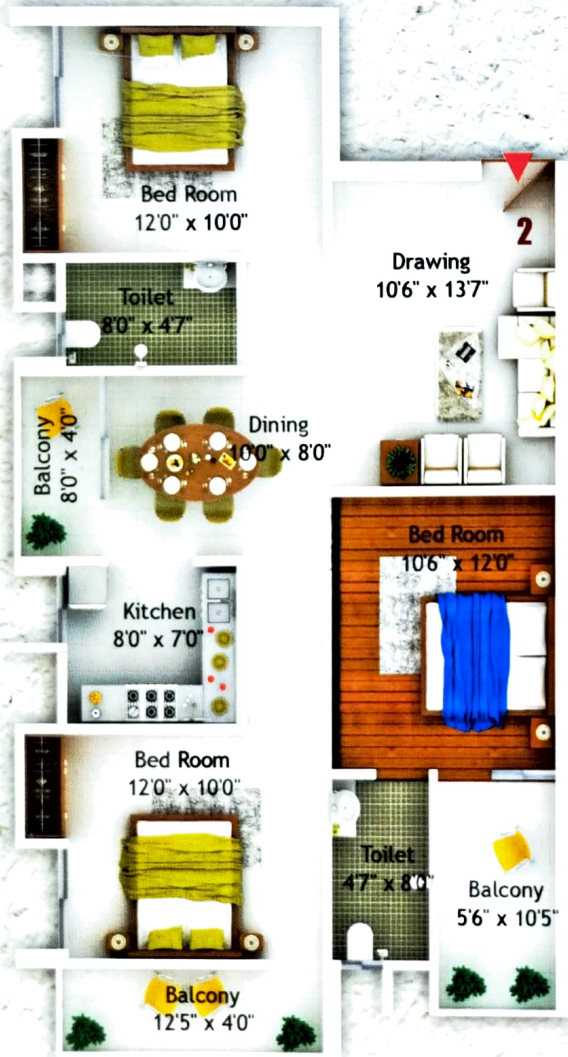 Bed Room
12'0" x 10'0"
2
Drawing
10'6" x 13'7"
Toilet
8'0" x 4'7"
Balcony
8'0" x 4'0"
Dining
10'0" x 8'0"
Bed Room
10'6" x 12'0"
Kitchen
8'0" x 7'0"
Bed Room
12'0" x 10'0"
Toilet
4'7" x 8'0"
Balcony
5'6" x 10'5"
Balcony
12'5" x 4'0"